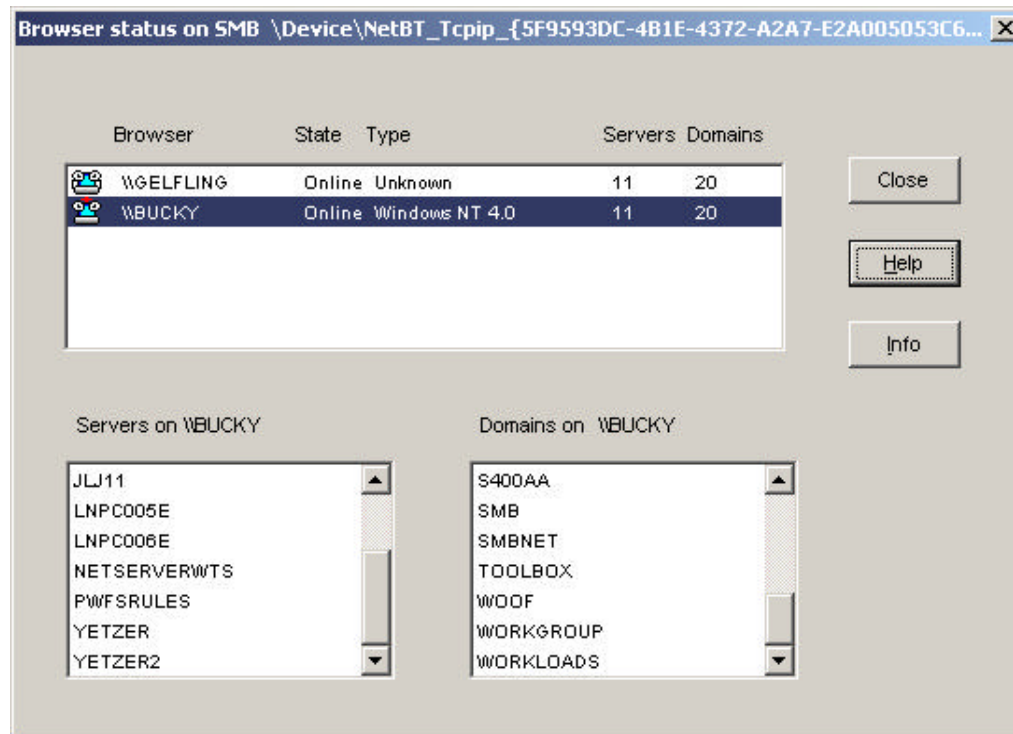 Browser status on SMB \Device\NetBT_Tcpip_{5F9593DC-4B1E-4372-A2A7-E2A005053C6...
Browser State Type Servers Domains
\\GELFLING Online Unknown 11 20
\\BUCKY Online Windows NT 4.0 11 20
Close
Help
Info
Servers on \\BUCKY
JLJ11
LNPC005E
LNPC006E
NETSERVERWTS
PWFSRULES
YETZER
YETZER2
Domains on \\BUCKY
S400AA
SMB
SMBNET
TOOLBOX
WOOF
WORKGROUP
WORKLOADS